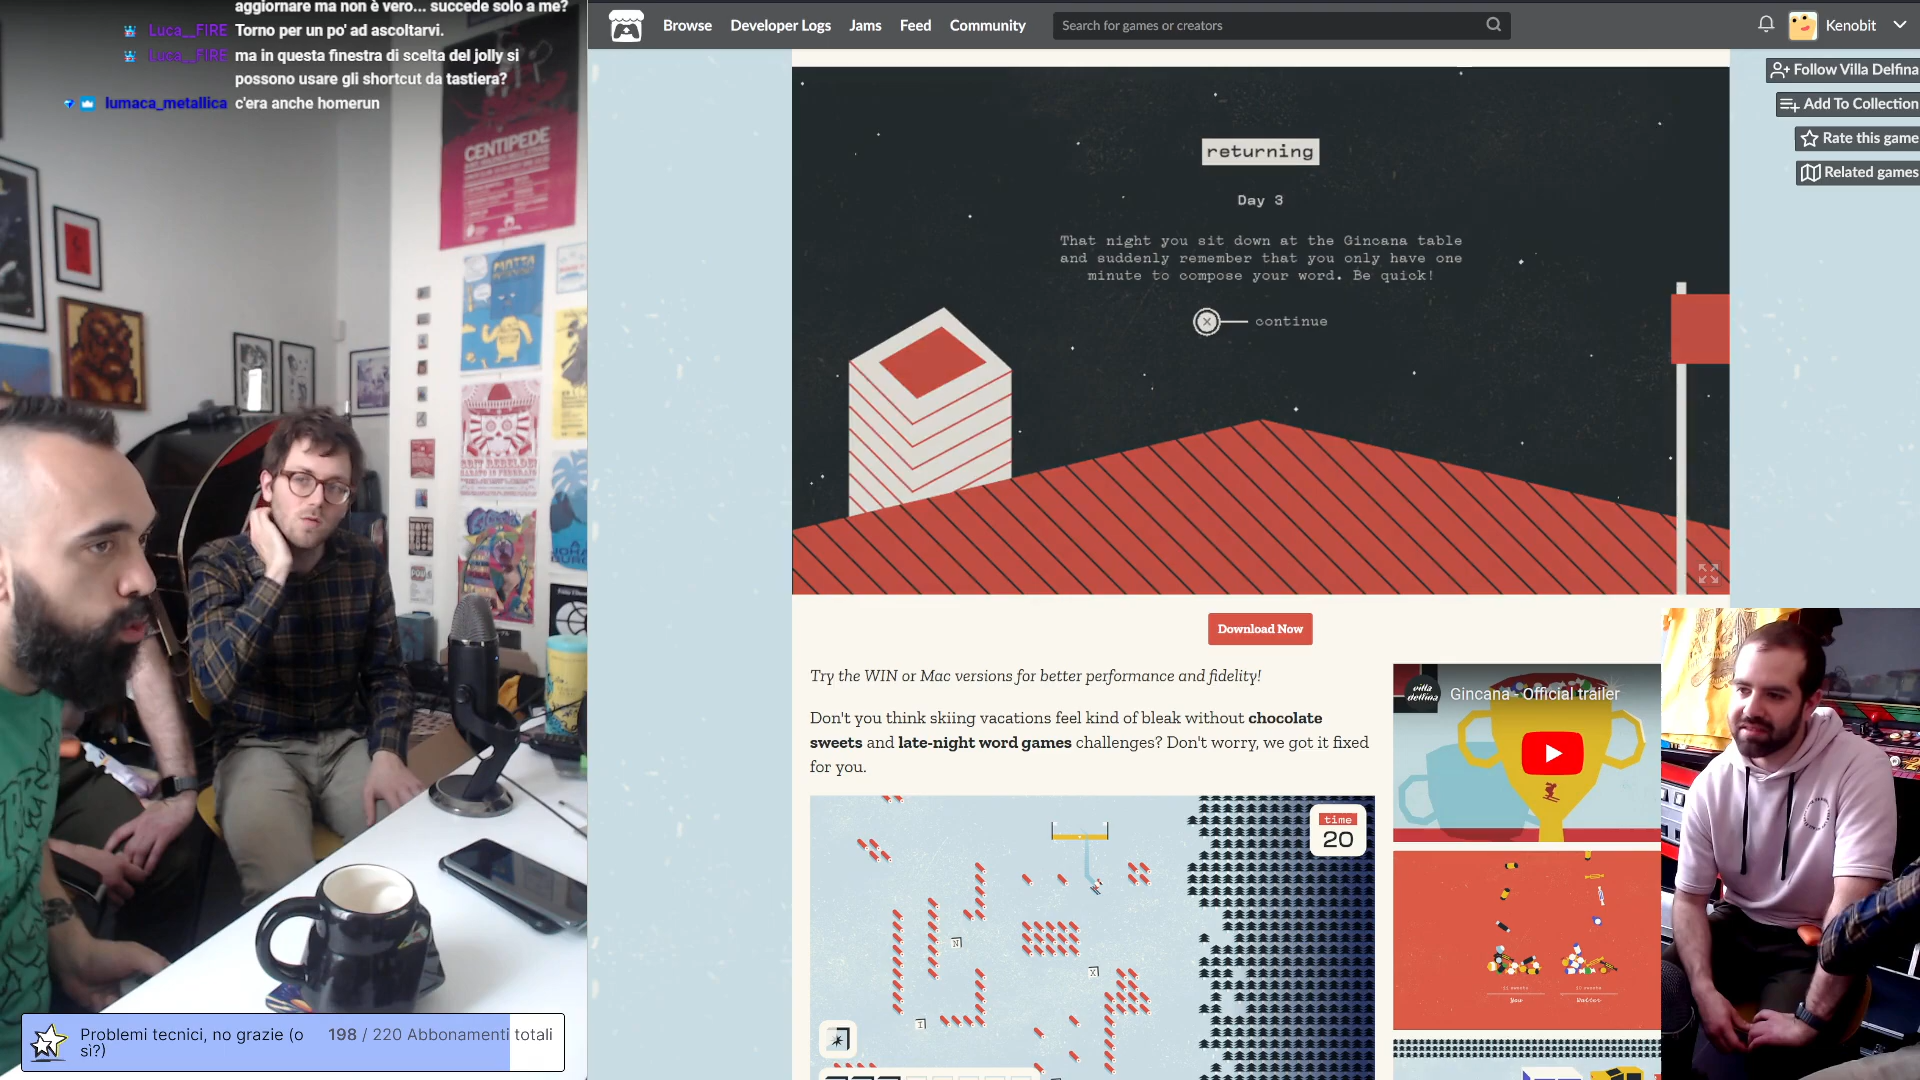 aggiornare ma non è vero... succede solo a me?
Luca__FIRE Torno per un po' ad ascoltarvi.
Luca__FIRE ma in questa finestra di scelta del jolly si
possono usare gli shortcut da tastiera?
lumaca_metallica c'era anche homerun
CENTIPEDE
Problemi tecnici, no grazie (o
sì?)
198 / 220 Abbonamenti totali
Browse
Developer Logs
Jams
Feed
Community
Search for games or creators
Kenobit
Follow Villa Delfina
Add To Collection
Rate this game
Related games
returning
Day 3
That night you sit down at the Gincana table
and suddenly remember that you only have one
minute to compose your word. Be quick!
continue
Download Now
Try the WIN or Mac versions for better performance and fidelity!
Don't you think skiing vacations feel kind of bleak without chocolate
sweets and late-night word games challenges? Don't worry, we got it fixed
for you.
time
20
N
X
I
villa
delfina
Gincana - Official trailer
You